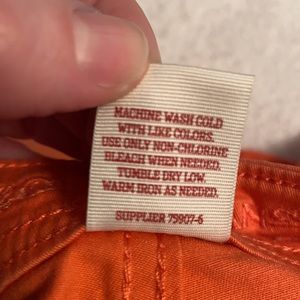 MACHINE WASH COLD
WITH LIKE COLORS.
USE ONLY NON-CHLORINE
BLEACH WHEN NEEDED.
TUMBLE DRY LOW.
WARM IRON AS NEEDED.
SUPPLIER 79907-6